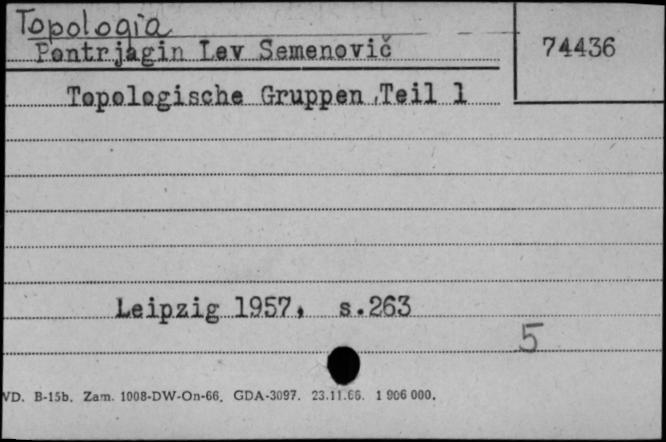 Topologia
Pontrjagin Lev Semenovič
74436
Topologische Gruppen,Teil 1
Leipzig 1957, s.263
5
VD. B-15b. Zam. 1008-DW-On-66. GDA-3097. 23.11.66. 1 906 000.